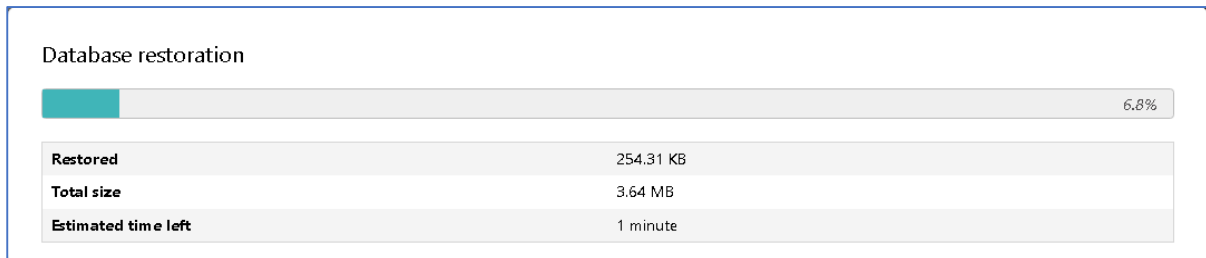 Database restoration
6.8%
Restored 254.31 KB
Total size 3.64 MB
Estimated time left 1 minute